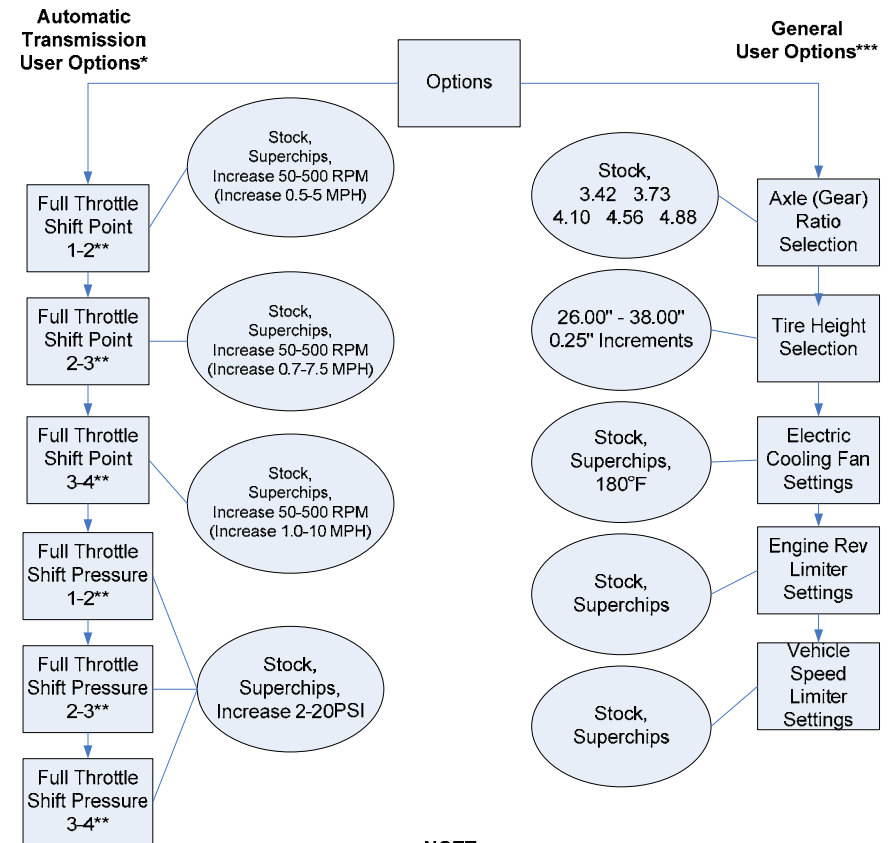 Automatic
Transmission
User Options*
General
User Options***
Options
Full Throttle
Shift Point
1-2**
Stock,
Superchips,
Increase 50-500 RPM
(Increase 0.5-5 MPH)
Full Throttle
Shift Point
2-3**
Stock,
Superchips,
Increase 50-500 RPM
(Increase 0.7-7.5 MPH)
Full Throttle
Shift Point
3-4**
Stock,
Superchips,
Increase 50-500 RPM
(Increase 1.0-10 MPH)
Full Throttle
Shift Pressure
1-2**
Full Throttle
Shift Pressure
2-3**
Full Throttle
Shift Pressure
3-4**
Stock,
Superchips,
Increase 2-20PSI
Stock,
3.42 3.73
4.10 4.56 4.88
Axle (Gear)
Ratio
Selection
26.00" - 38.00"
0.25" Increments
Tire Height
Selection
Stock,
Superchips,
180°F
Electric
Cooling Fan
Settings
Stock,
Superchips
Engine Rev
Limiter
Settings
Stock,
Superchips
Vehicle
Speed
Limiter
Settings
NOTE